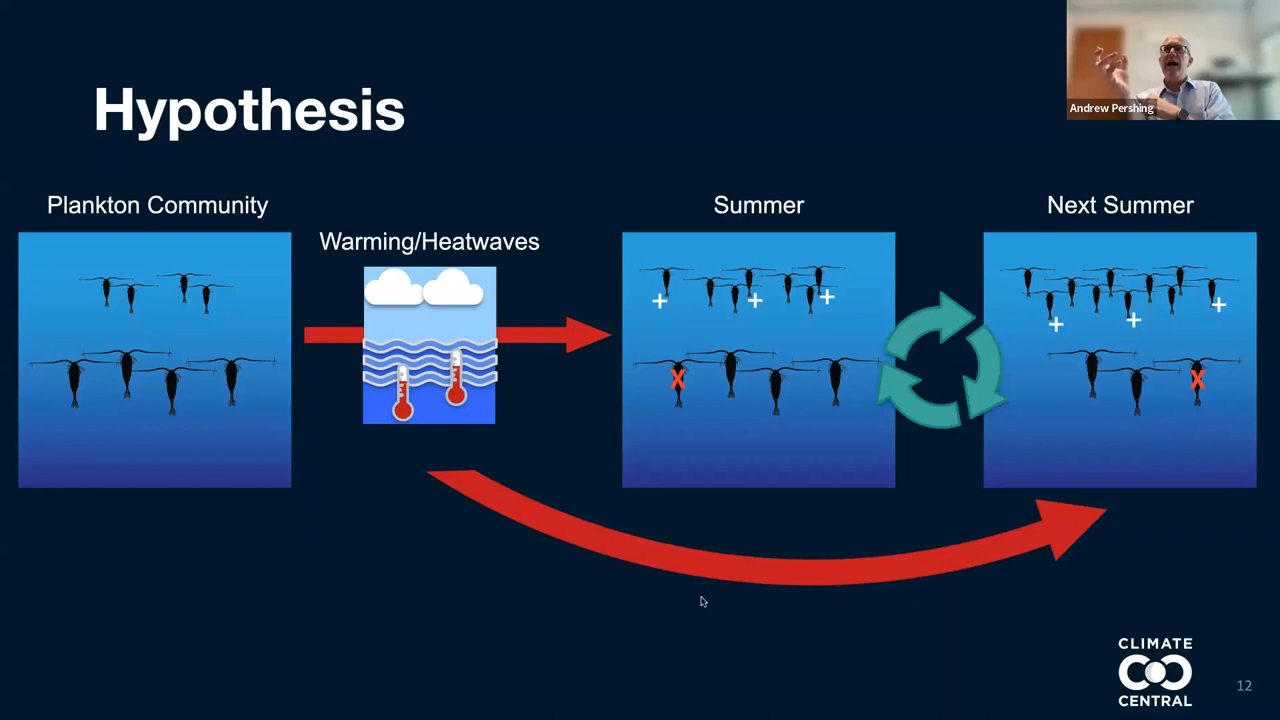 Andrew Pershing
Hypothesis
Plankton Community
Warming/Heatwaves
Summer
Next Summer
+
+
+
X
+
+
+
X
CLIMATE
CENTRAL
12